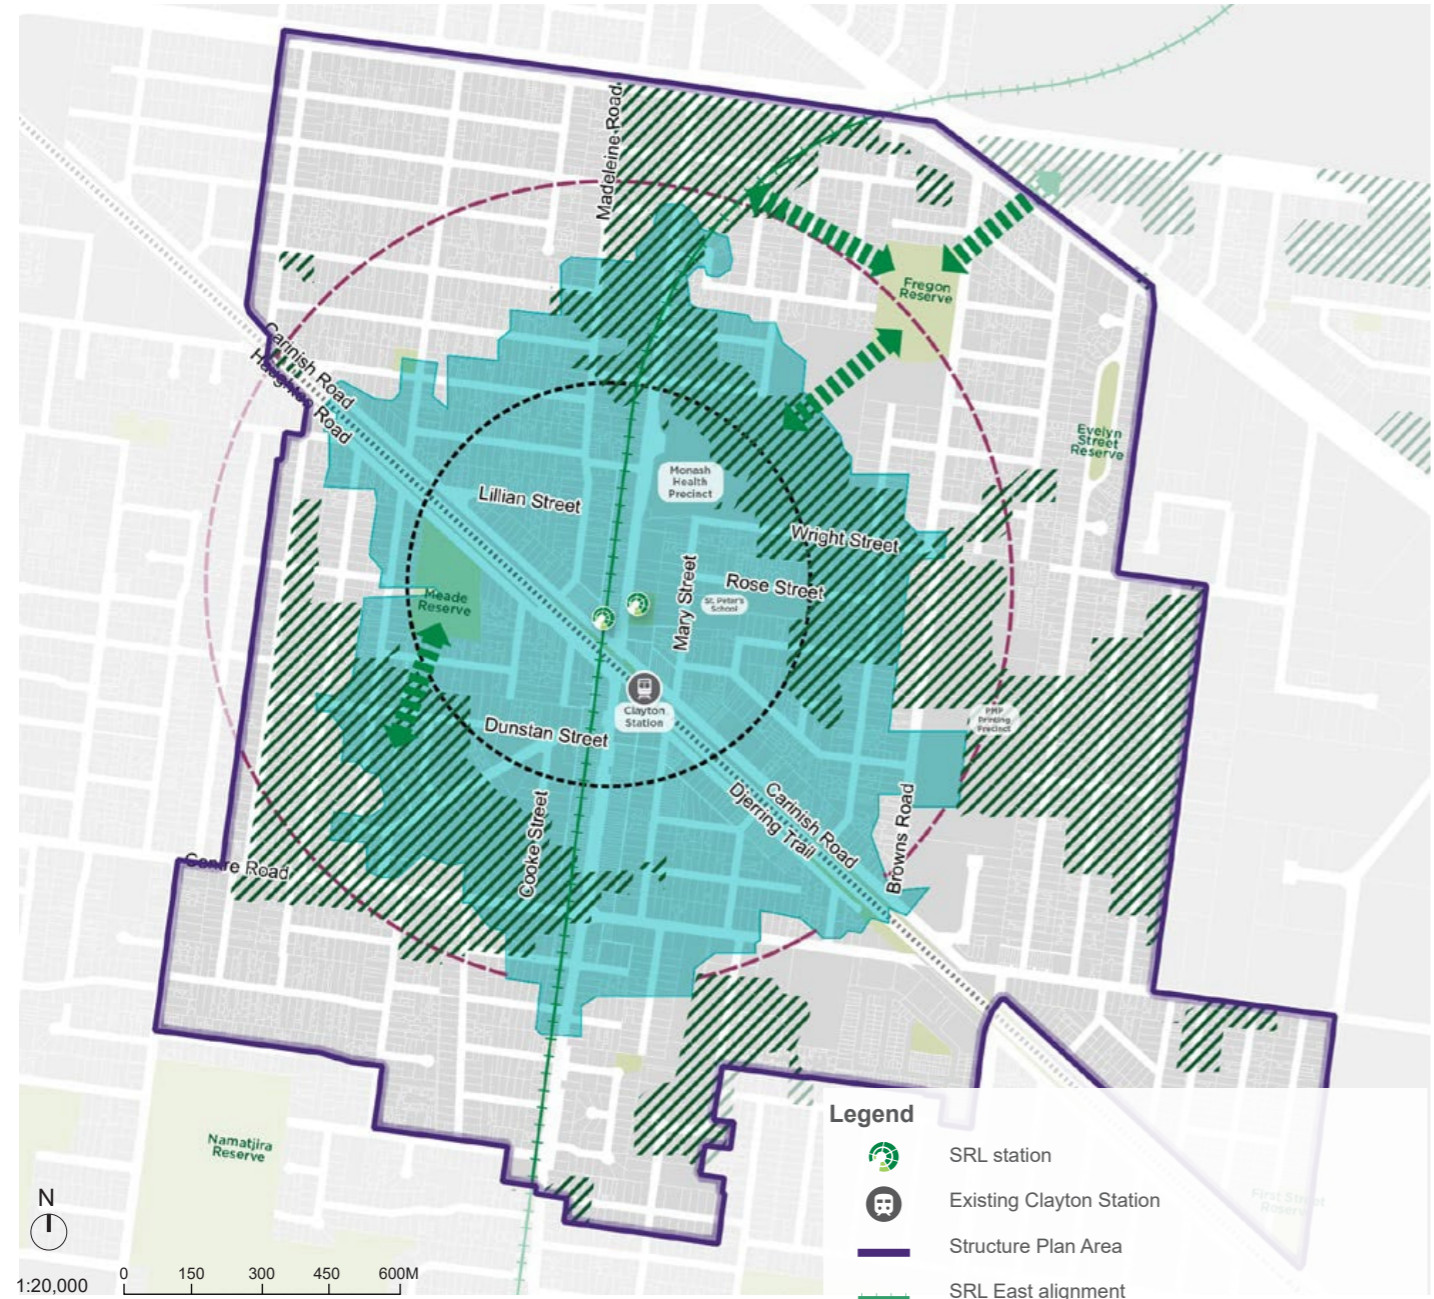 Madeleine Road
Fregon
Reserve
Carinish Road
Haughton Road
Evelyn
Street
Reserve
Monash
Health
Precinct
Lillian Street
Wright Street
Rose Street
Mary Street
St. Peter's
School
Meade
Reserve
Clayton
Station
PMP
Printing
Precinct
Dunstan Street
Carinish Road
Djerring Trail
Browns Road
Cooke Street
Centre Road
Namatjira
Reserve
First Street
Reserve
Legend
SRL station
Existing Clayton Station
Structure Plan Area
SRL East alignment
N
1:20,000
0 150 300 450 600M